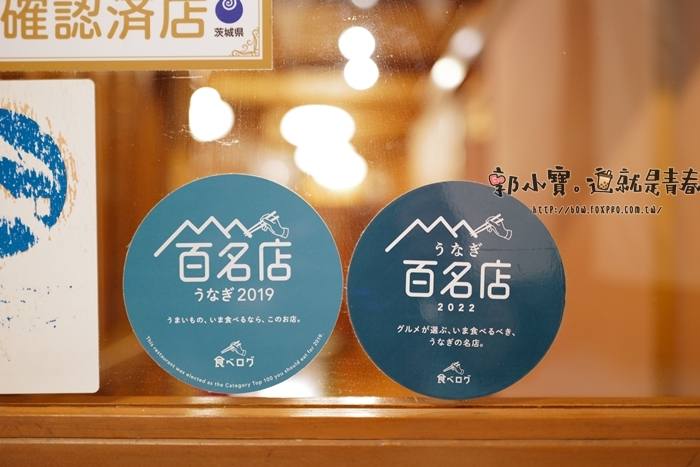 確認済店
茨城県
郭小寶。這就是青春
http://bow.foxpro.com.tw/
百名店
うなぎ 2019
うまいもの、いま食べるなら、このお店。
食べログ
This restaurant was elected as the Category Top 100 you should eat for 2019.
うなぎ
百名店
2022
グルメが選ぶ、いま食べるべき、
うなぎの名店。
食べログ